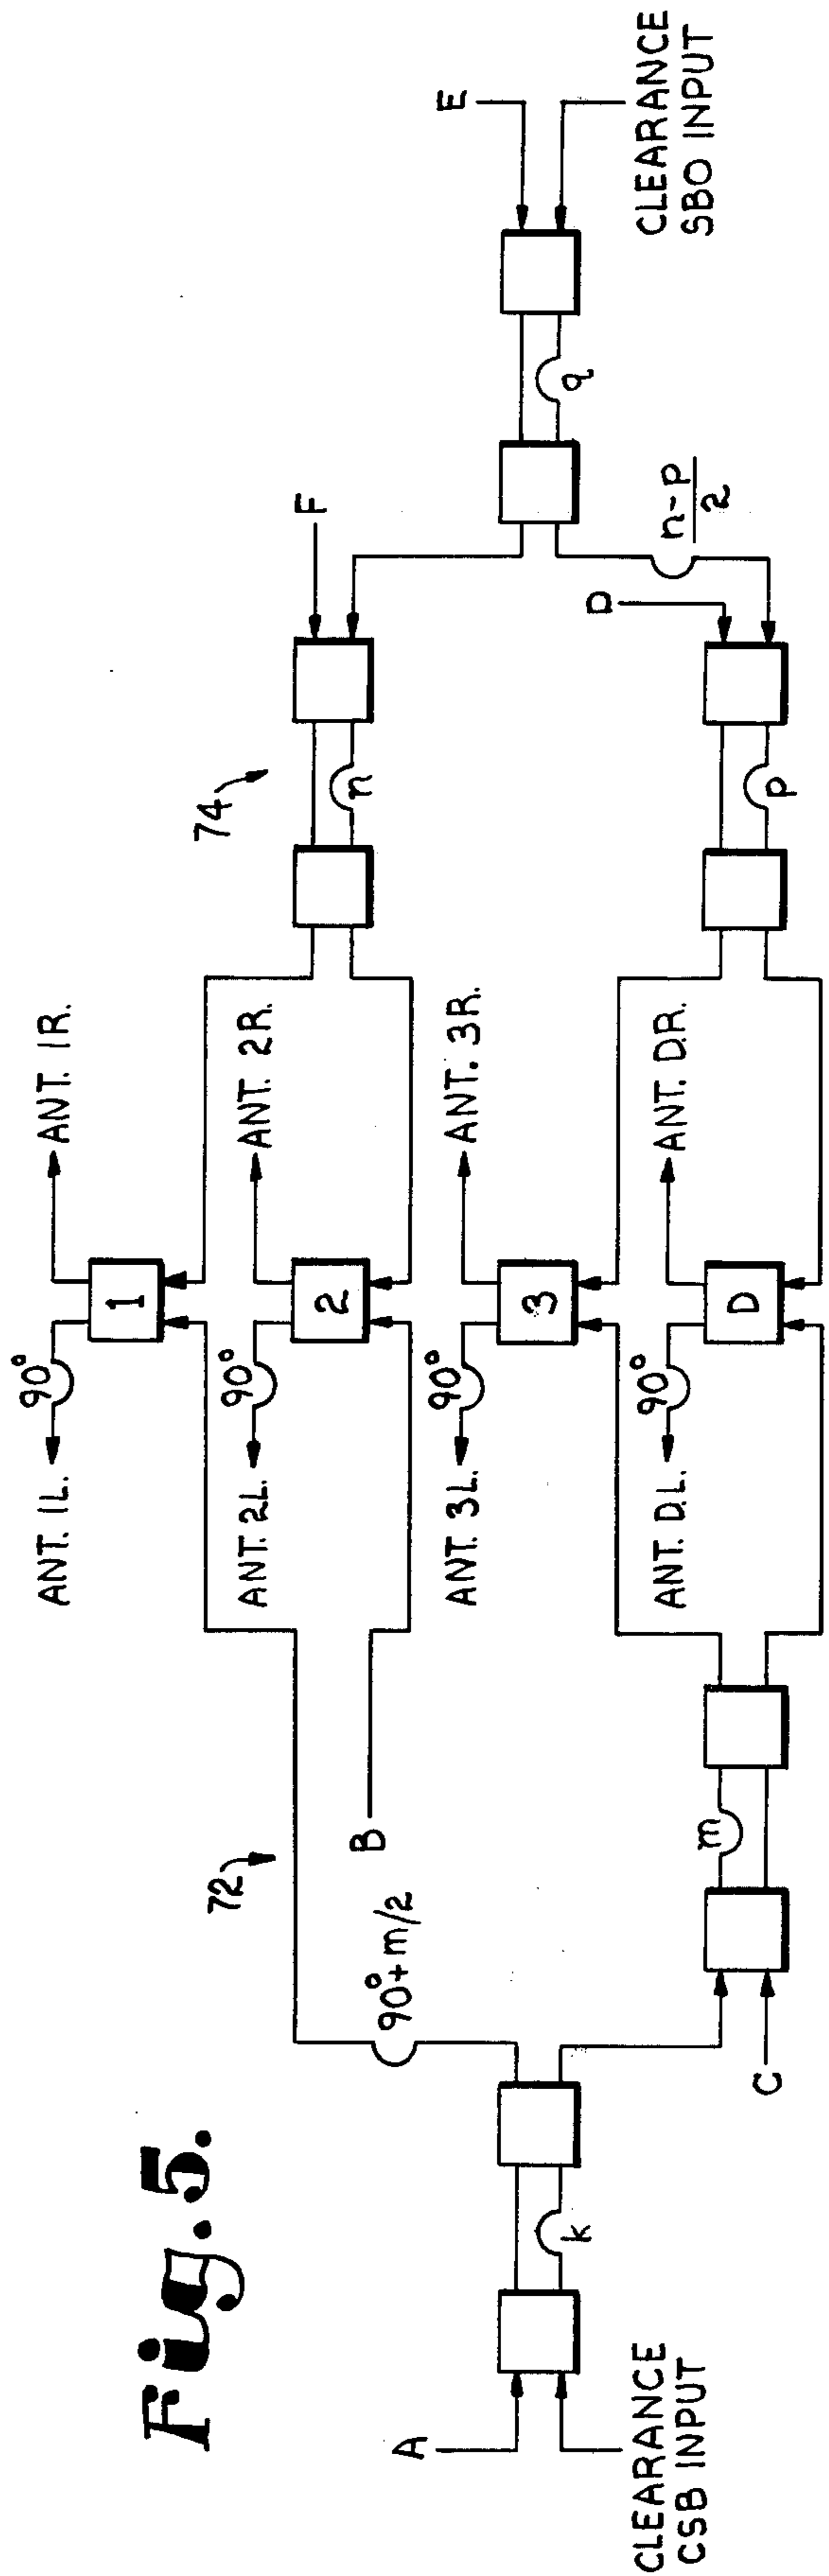 Fig. 5.
A
CLEARANCE
CSB INPUT
k
90°+m/2
72
B
C
m
ANT. 1L.
90°
1
ANT. 1R.
ANT. 2L.
90°
2
ANT. 2R.
ANT. 3L.
90°
3
ANT. 3R.
ANT. D.L.
90°
D
ANT. D.R.
74
n
F
p
D
n-p
2
q
E
CLEARANCE
SBO INPUT